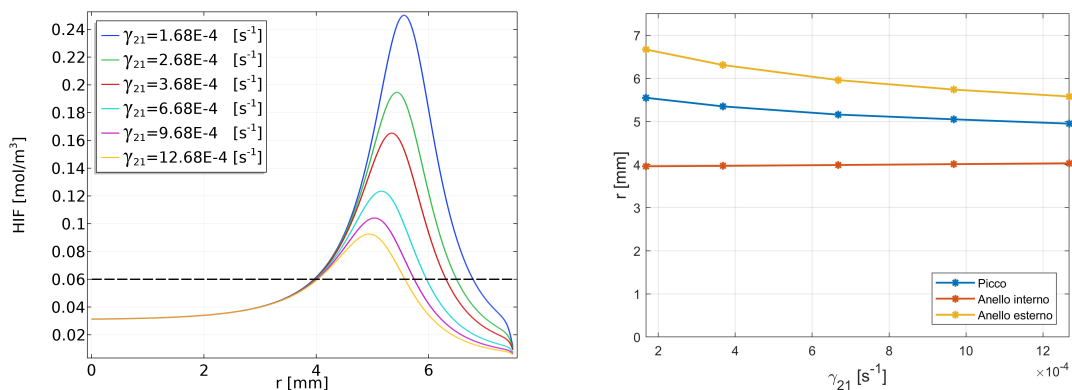 γ21=1.68E-4 [s-1]
γ21=2.68E-4 [s-1]
γ21=3.68E-4 [s-1]
γ21=6.68E-4 [s-1]
γ21=9.68E-4 [s-1]
γ21=12.68E-4 [s-1]
HIF [mol/m3]
0.24
0.22
0.2
0.18
0.16
0.14
0.12
0.1
0.08
0.06
0.04
0.02
0 2 4 6
r [mm]
r [mm]
7
6
5
4
3
2
1
0
Picco
Anello interno
Anello esterno
2 4 6 8 10 12
×10-4
γ21 [s-1]